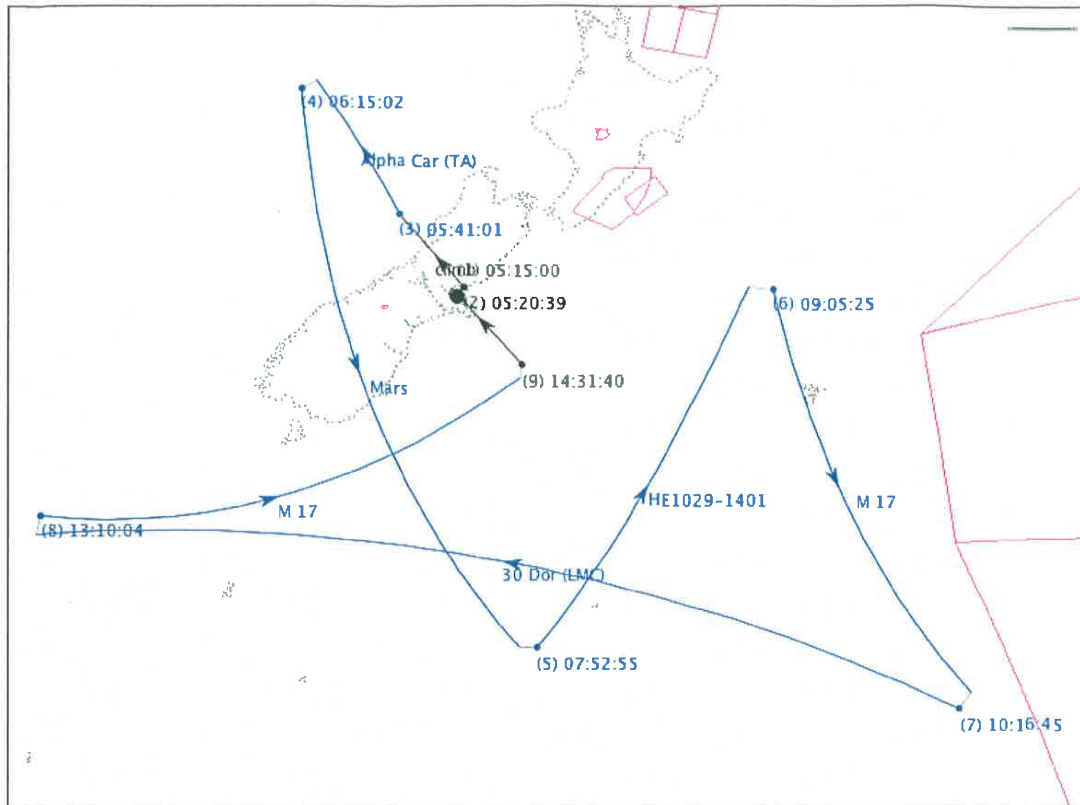 (4) 06:15:02
Alpha Car (TA)
(3) 05:41:01
climb) 05:15:00
(2) 05:20:39
(6) 09:05:25
(9) 14:31:40
Mars
HE1029-1401
M 17
M 17
(8) 13:10:04
30 Dor (LMC)
(5) 07:52:55
(7) 10:16:45